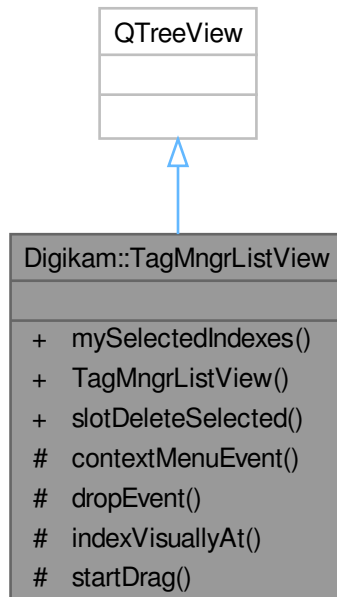 QTreeView
Digikam::TagMngrListView
+ mySelectedIndexes()
+ TagMngrListView()
+ slotDeleteSelected()
# contextMenuEvent()
# dropEvent()
# indexVisuallyAt()
# startDrag()